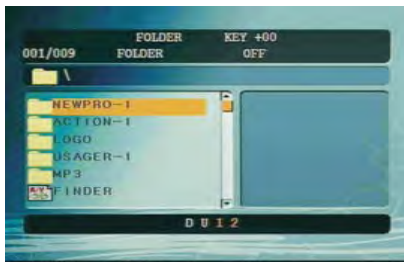 FOLDER KEY +00
001/009 FOLDER OFF
\
NEWPRO-1
ACTION-1
LOGO
USAGER-1
MP3
FINDER
DU12